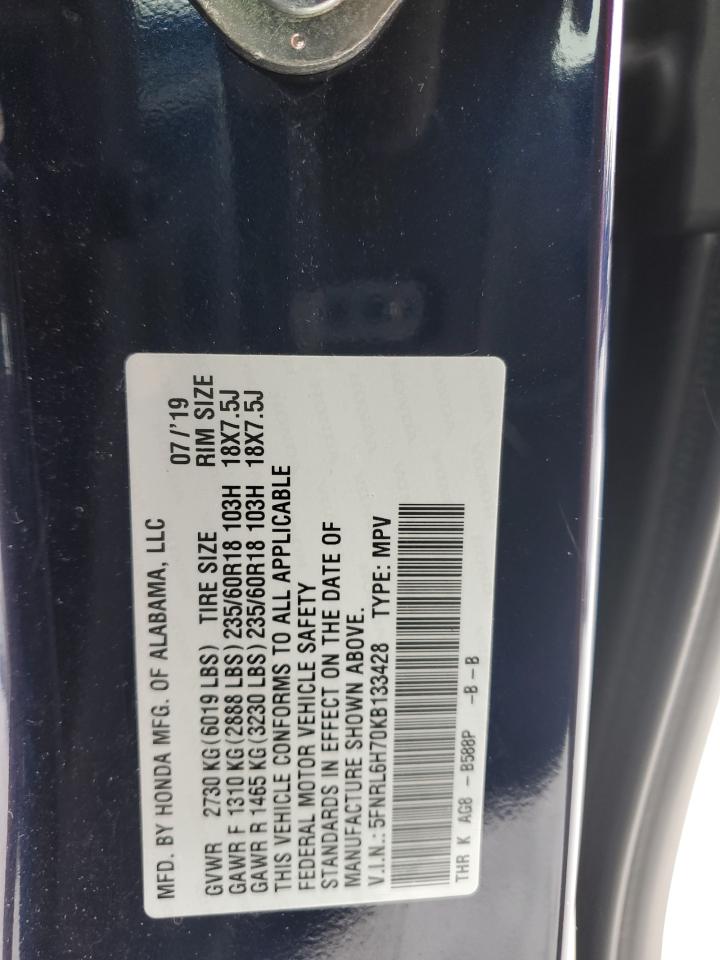 MFD. BY HONDA MFG. OF ALABAMA, LLC
07/'19
GVWR 2730 KG (6019 LBS) TIRE SIZE RIM SIZE
GAWR F 1310 KG (2888 LBS) 235/60R18 103H 18X7.5J
GAWR R 1465 KG (3230 LBS) 235/60R18 103H 18X7.5J
THIS VEHICLE CONFORMS TO ALL APPLICABLE
FEDERAL MOTOR VEHICLE SAFETY
STANDARDS IN EFFECT ON THE DATE OF
MANUFACTURE SHOWN ABOVE.
V.I.N.: 5FNRL6H70KB133428 TYPE: MPV
THR K AG8 - B588P -B-B